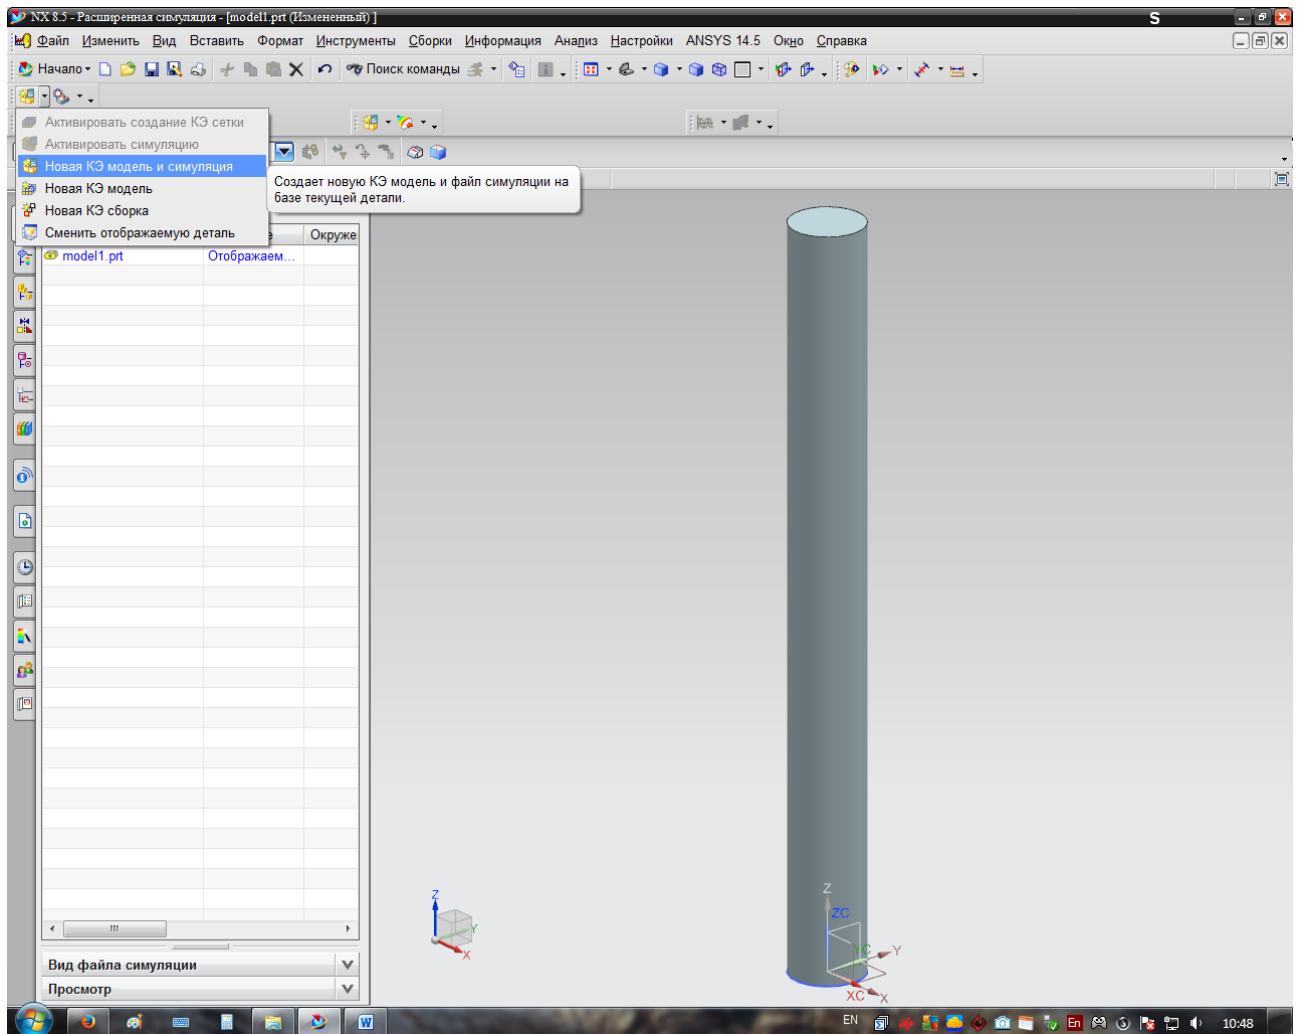 NX 8.5 - Расширенная симуляция - [model1.prt (Измененный) ]
S
Файл Изменить Вид Вставить Формат Инструменты Сборки Информация Анализ Настройки ANSYS 14.5 Окно Справка
Начало Поиск команды
Активировать создание КЭ сетки
Активировать симуляцию
Новая КЭ модель и симуляция
Новая КЭ модель
Новая КЭ сборка
Сменить отображаемую деталь
Создает новую КЭ модель и файл симуляции на
базе текущей детали.
Окруже
model1.prt Отображаем...
Z
Y
X
Z
ZC
YC Y
XC X
Вид файла симуляции
Просмотр
EN En 10:48